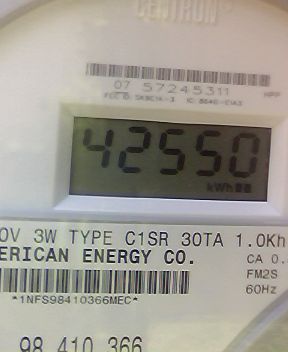 CENTRON
07 57245311
42550
kWh
0V 3W TYPE C1SR 30TA 1.0Kh
ERICAN ENERGY CO.
CA 0.
FM2S
*1NFS98410366MEC*
60Hz
98 410 366